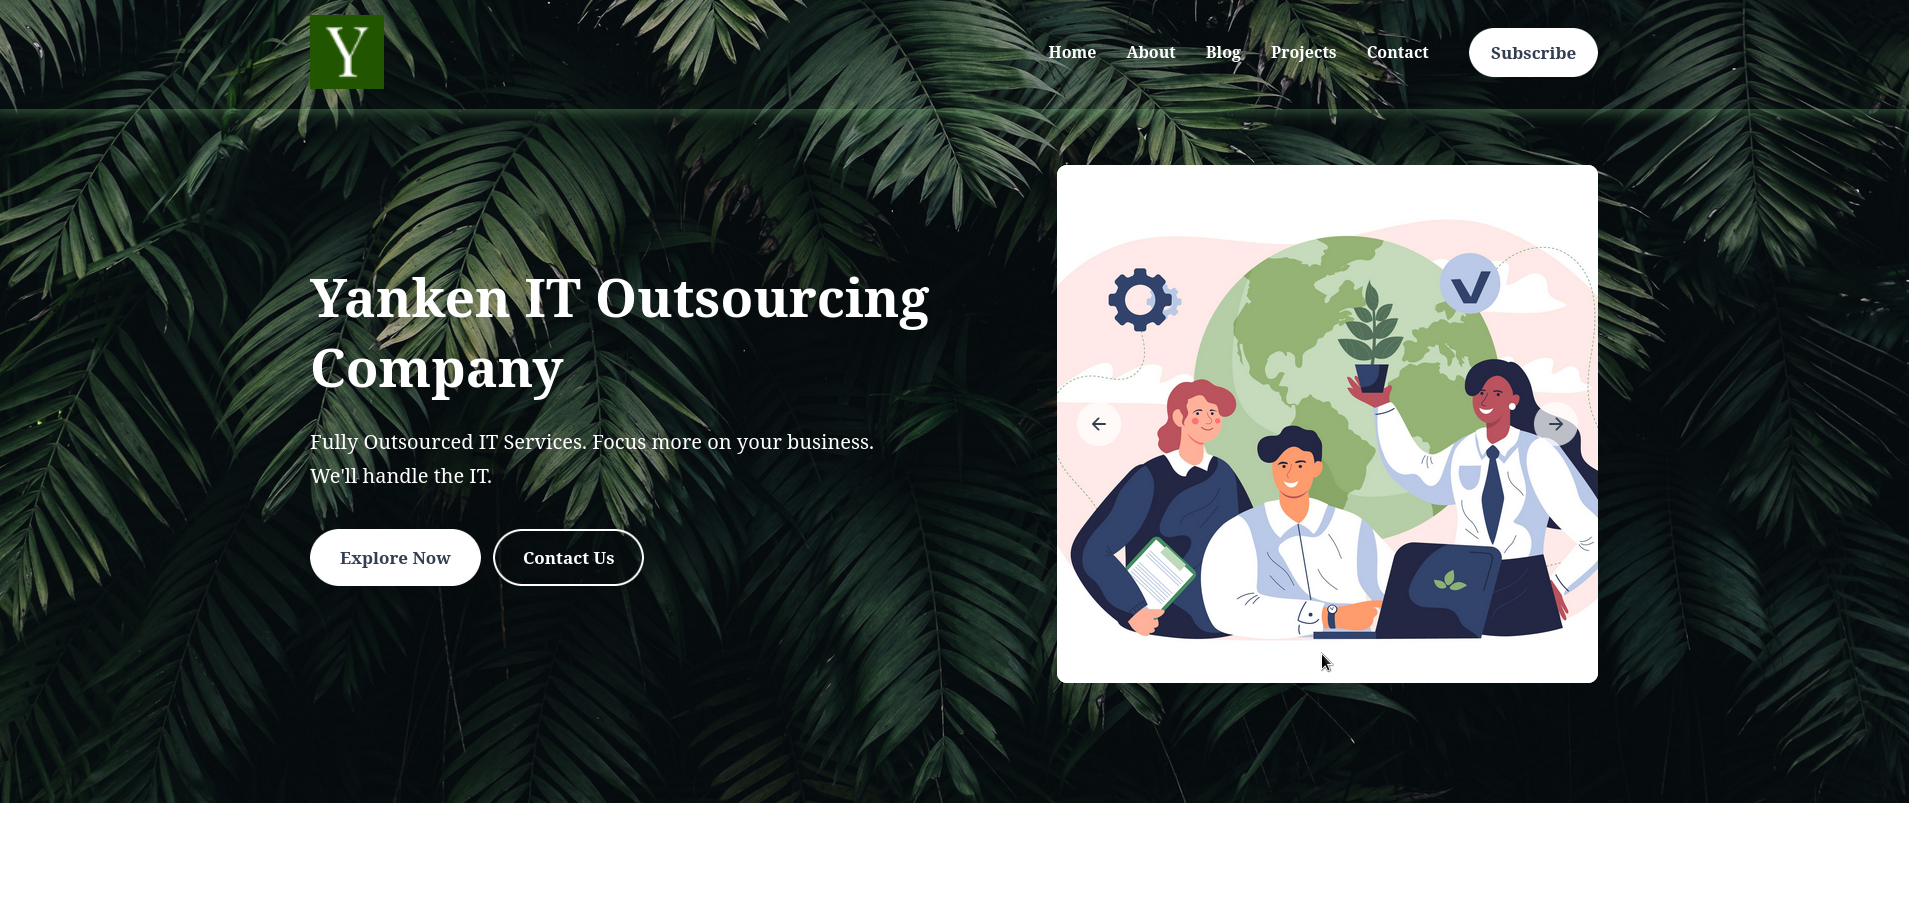 Y
Home About Blog Projects Contact Subscribe
Yanken IT Outsourcing
Company
Fully Outsourced IT Services. Focus more on your business.
We'll handle the IT.
Explore Now Contact Us